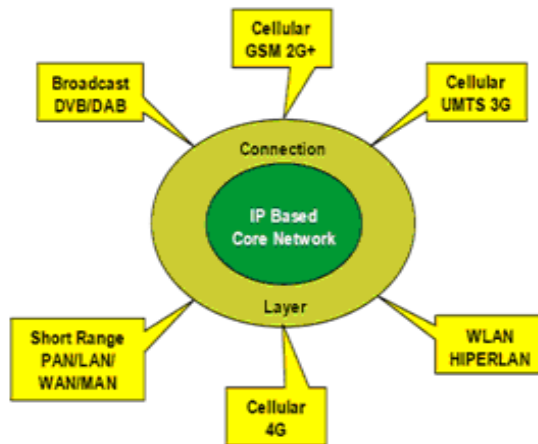 Cellular
GSM 2G+
Broadcast
DVB/DAB
Cellular
UMTS 3G
Connection
IP Based
Core Network
Layer
Short Range
PAN/LAN/
WAN/MAN
WLAN
HIPERLAN
Cellular
4G